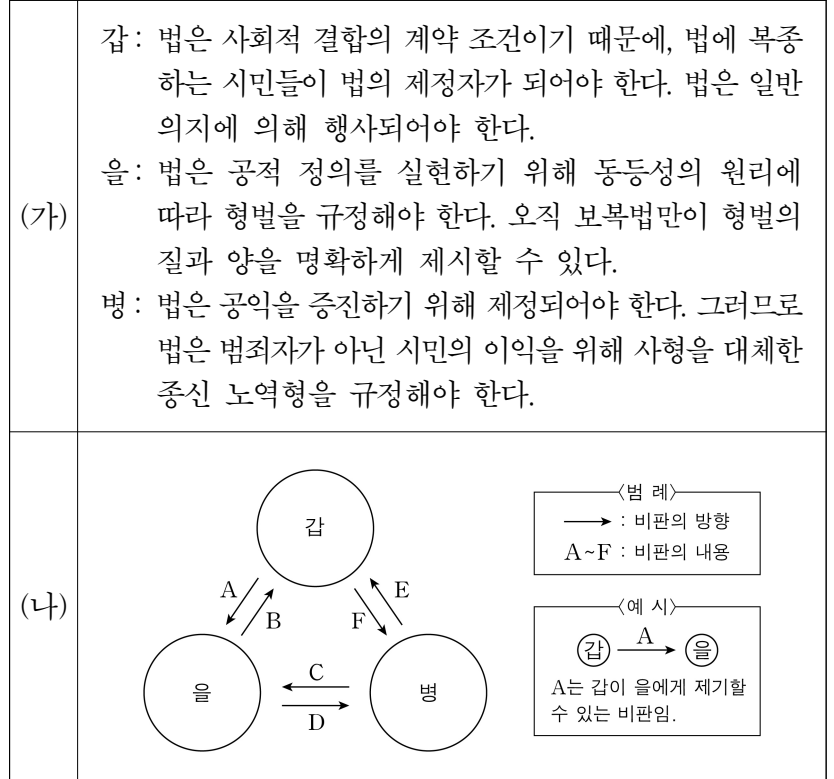 (가)
갑 : 법은 사회적 결합의 계약 조건이기 때문에, 법에 복종
하는 시민들이 법의 제정자가 되어야 한다. 법은 일반
의지에 의해 행사되어야 한다.
을 : 법은 공적 정의를 실현하기 위해 동등성의 원리에
따라 형벌을 규정해야 한다. 오직 보복법만이 형벌의
질과 양을 명확하게 제시할 수 있다.
병 : 법은 공익을 증진하기 위해 제정되어야 한다. 그러므로
법은 범죄자가 아닌 시민의 이익을 위해 사형을 대체한
종신 노역형을 규정해야 한다.
(나)
갑
A
B
F
E
을
C
D
병
<범 례>
→ : 비판의 방향
A~F : 비판의 내용
<예 시>
갑 A → 을
A는 갑이 을에게 제기할
수 있는 비판임.